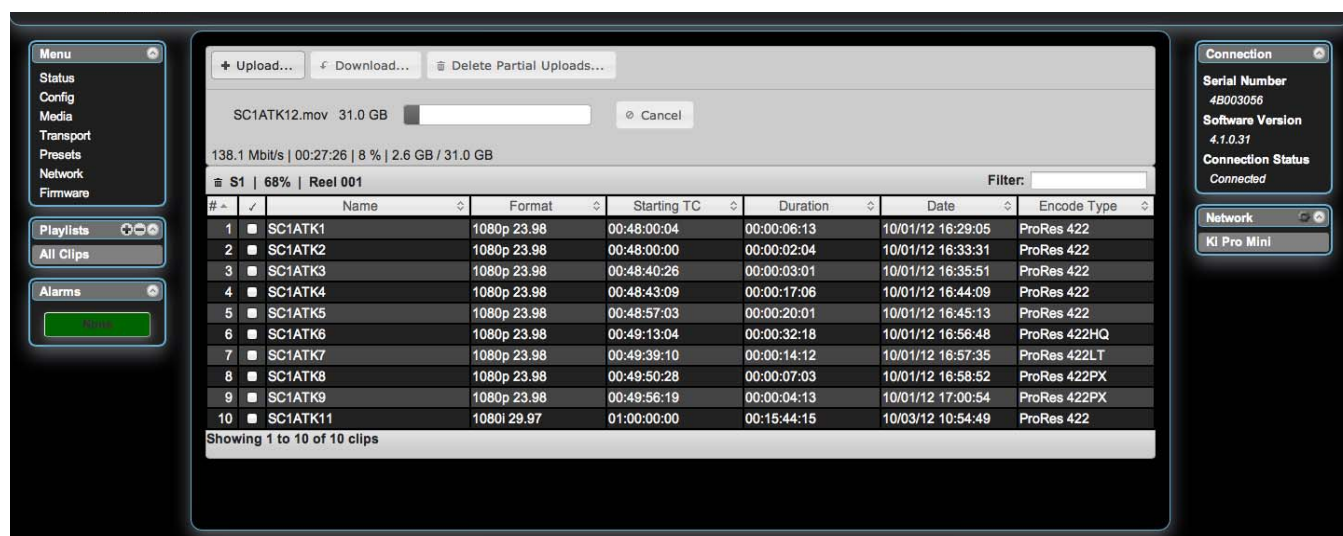 Menu
Status
Config
Media
Transport
Presets
Network
Firmware
Playlists
All Clips
Alarms
None
Upload... Download... Delete Partial Uploads...
SC1ATK12.mov 31.0 GB Cancel
138.1 Mbit/s | 00:27:26 | 8 % | 2.6 GB / 31.0 GB
S1 | 68% | Reel 001 Filter:
# ✓ Name Format Starting TC Duration Date Encode Type
1 SC1ATK1 1080p 23.98 00:48:00:04 00:00:06:13 10/01/12 16:29:05 ProRes 422
2 SC1ATK2 1080p 23.98 00:48:00:00 00:00:02:04 10/01/12 16:33:31 ProRes 422
3 SC1ATK3 1080p 23.98 00:48:40:26 00:00:03:01 10/01/12 16:35:51 ProRes 422
4 SC1ATK4 1080p 23.98 00:48:43:09 00:00:17:06 10/01/12 16:44:09 ProRes 422
5 SC1ATK5 1080p 23.98 00:48:57:03 00:00:20:01 10/01/12 16:45:13 ProRes 422
6 SC1ATK6 1080p 23.98 00:49:13:04 00:00:32:18 10/01/12 16:56:48 ProRes 422HQ
7 SC1ATK7 1080p 23.98 00:49:39:10 00:00:14:12 10/01/12 16:57:35 ProRes 422LT
8 SC1ATK8 1080p 23.98 00:49:50:28 00:00:07:03 10/01/12 16:58:52 ProRes 422PX
9 SC1ATK9 1080p 23.98 00:49:56:19 00:00:04:13 10/01/12 17:00:54 ProRes 422PX
10 SC1ATK11 1080i 29.97 01:00:00:00 00:15:44:15 10/03/12 10:54:49 ProRes 422
Showing 1 to 10 of 10 clips
Connection
Serial Number
4B003056
Software Version
4.1.0.31
Connection Status
Connected
Network
KI Pro Mini